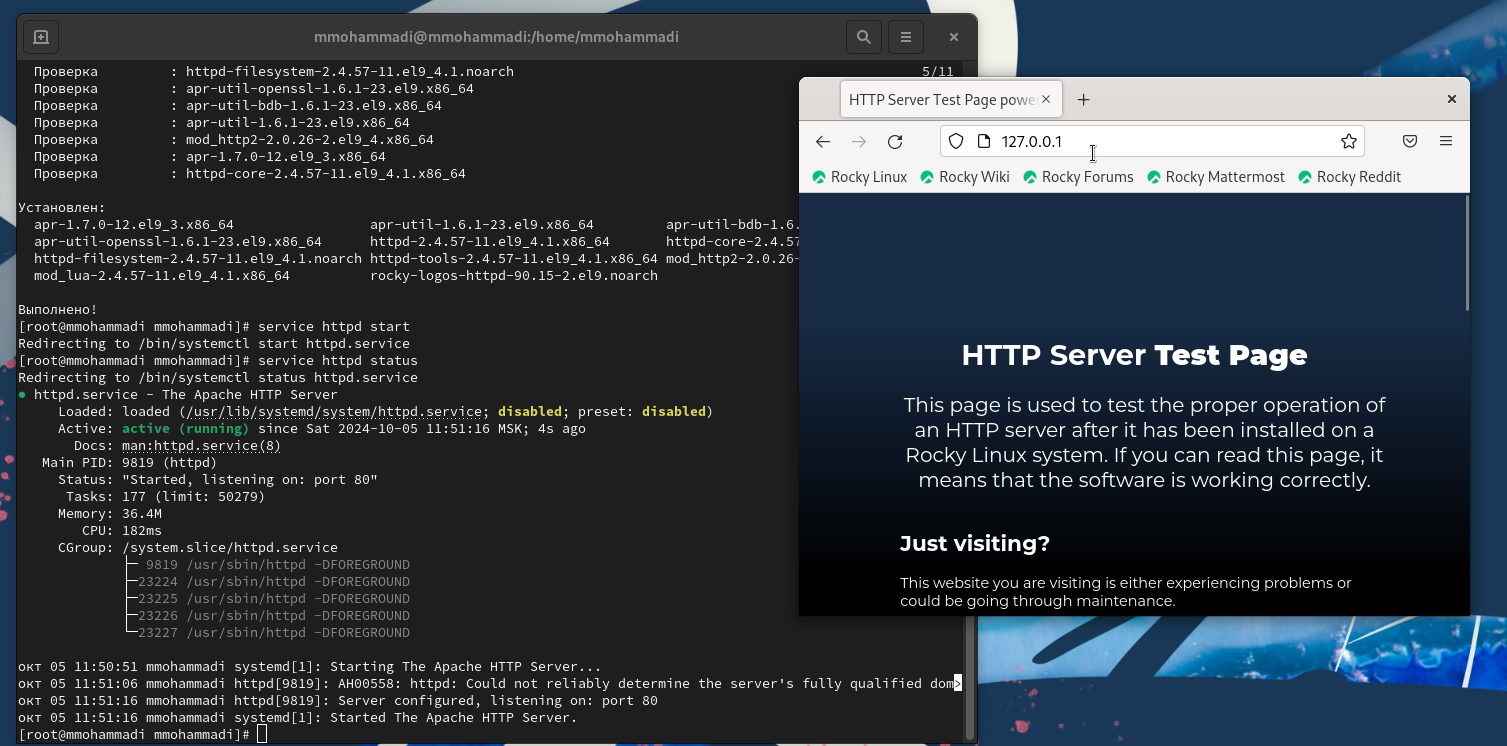 mmohammadi@mmohammadi:/home/mmohammadi
Проверка : httpd-filesystem-2.4.57-11.el9_4.1.noarch 5/11
Проверка : apr-util-openssl-1.6.1-23.el9.x86_64
Проверка : apr-util-bdb-1.6.1-23.el9.x86_64
Проверка : apr-util-1.6.1-23.el9.x86_64
Проверка : mod_http2-2.0.26-2.el9_4.x86_64
Проверка : apr-1.7.0-12.el9_3.x86_64
Проверка : httpd-core-2.4.57-11.el9_4.1.x86_64
Установлен:
apr-1.7.0-12.el9_3.x86_64 apr-util-1.6.1-23.el9.x86_64 apr-util-bdb-1.6.
apr-util-openssl-1.6.1-23.el9.x86_64 httpd-2.4.57-11.el9_4.1.x86_64 httpd-core-2.4.57
httpd-filesystem-2.4.57-11.el9_4.1.noarch httpd-tools-2.4.57-11.el9_4.1.x86_64 mod_http2-2.0.26-
mod_lua-2.4.57-11.el9_4.1.x86_64 rocky-logos-httpd-90.15-2.el9.noarch
Выполнено!
[root@mmohammadi mmohammadi]# service httpd start
Redirecting to /bin/systemctl start httpd.service
[root@mmohammadi mmohammadi]# service httpd status
Redirecting to /bin/systemctl status httpd.service
● httpd.service - The Apache HTTP Server
Loaded: loaded (/usr/lib/systemd/system/httpd.service; disabled; preset: disabled)
Active: active (running) since Sat 2024-10-05 11:51:16 MSK; 4s ago
Docs: man:httpd.service(8)
Main PID: 9819 (httpd)
Status: "Started, listening on: port 80"
Tasks: 177 (limit: 50279)
Memory: 36.4M
CPU: 182ms
CGroup: /system.slice/httpd.service
├─ 9819 /usr/sbin/httpd -DFOREGROUND
├─23224 /usr/sbin/httpd -DFOREGROUND
├─23225 /usr/sbin/httpd -DFOREGROUND
├─23226 /usr/sbin/httpd -DFOREGROUND
└─23227 /usr/sbin/httpd -DFOREGROUND
окт 05 11:50:51 mmohammadi systemd[1]: Starting The Apache HTTP Server...
окт 05 11:51:06 mmohammadi httpd[9819]: AH00558: httpd: Could not reliably determine the server's fully qualified dom>
окт 05 11:51:16 mmohammadi httpd[9819]: Server configured, listening on: port 80
окт 05 11:51:16 mmohammadi systemd[1]: Started The Apache HTTP Server.
[root@mmohammadi mmohammadi]#
HTTP Server Test Page powe
127.0.0.1
Rocky Linux Rocky Wiki Rocky Forums Rocky Mattermost Rocky Reddit
HTTP Server Test Page
This page is used to test the proper operation of
an HTTP server after it has been installed on a
Rocky Linux system. If you can read this page, it
means that the software is working correctly.
Just visiting?
This website you are visiting is either experiencing problems or
could be going through maintenance.